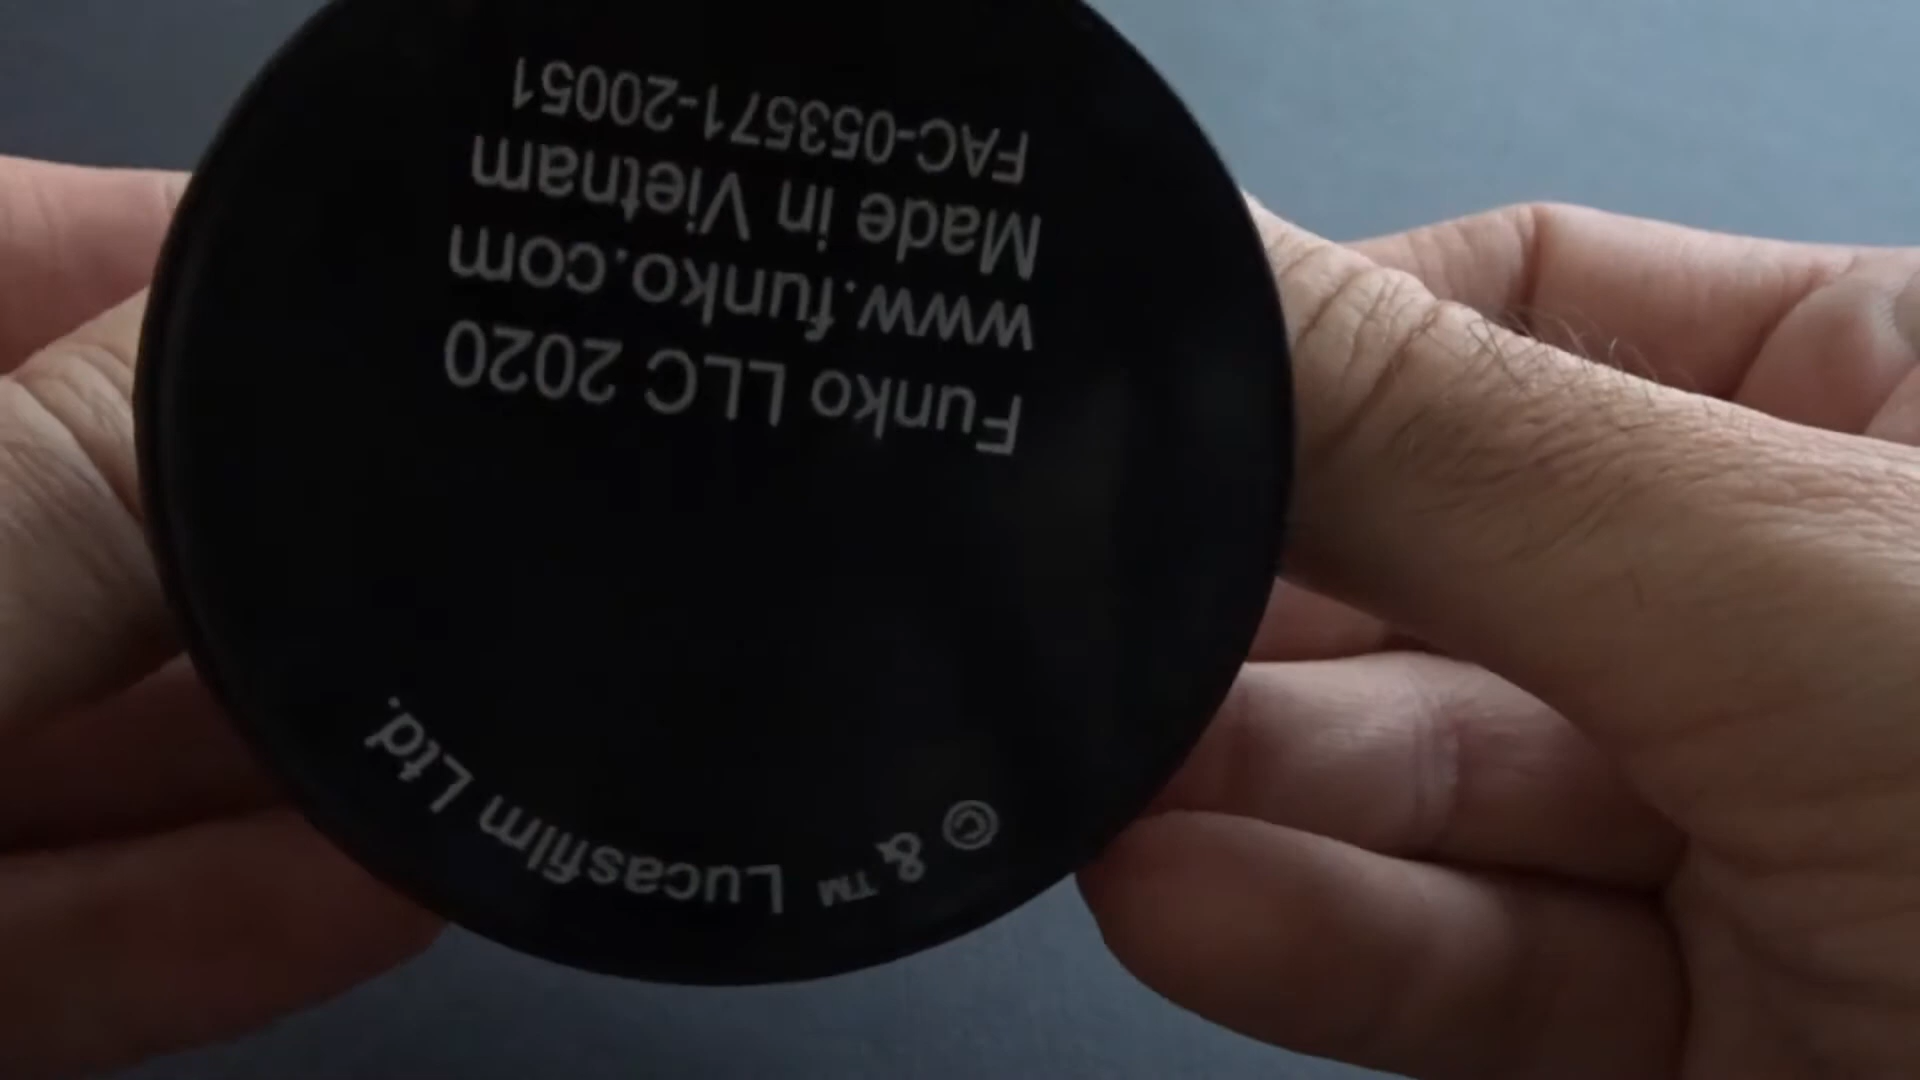 © & ™ Lucasfilm Ltd.
Funko LLC 2020
www.funko.com
Made in Vietnam
FAC-053571-20051